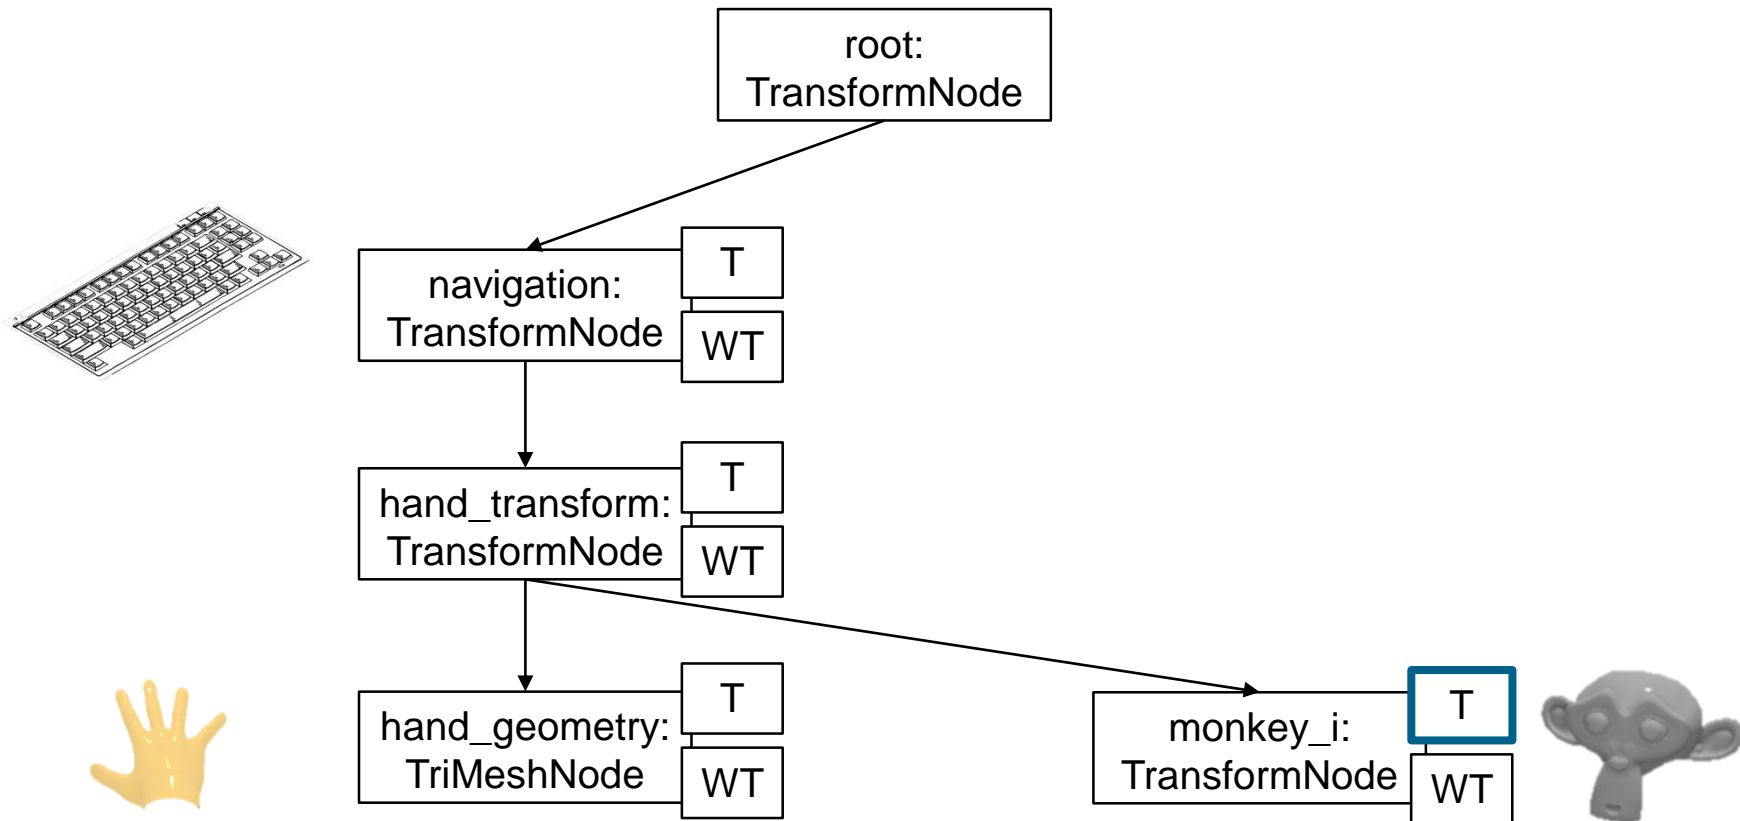 root:
TransformNode
navigation:
TransformNode
T
WT
hand_transform:
TransformNode
T
WT
hand_geometry:
TriMeshNode
T
WT
monkey_i:
TransformNode
T
WT